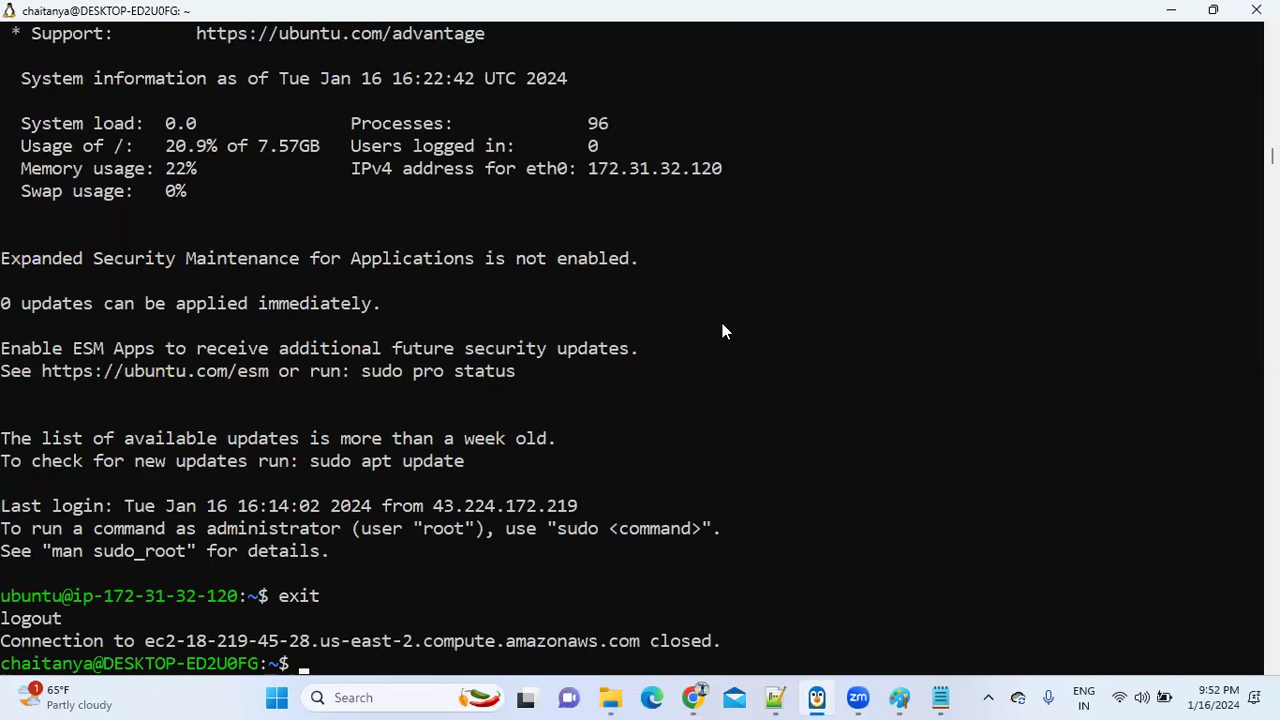 chaitanya@DESKTOP-ED2U0FG: ~
* Support:        https://ubuntu.com/advantage
System information as of Tue Jan 16 16:22:42 UTC 2024
System load:  0.0               Processes:             96
Usage of /:   20.9% of 7.57GB   Users logged in:       0
Memory usage: 22%               IPv4 address for eth0: 172.31.32.120
Swap usage:   0%
Expanded Security Maintenance for Applications is not enabled.
0 updates can be applied immediately.
Enable ESM Apps to receive additional future security updates.
See https://ubuntu.com/esm or run: sudo pro status
The list of available updates is more than a week old.
To check for new updates run: sudo apt update
Last login: Tue Jan 16 16:14:02 2024 from 43.224.172.219
To run a command as administrator (user "root"), use "sudo <command>".
See "man sudo_root" for details.
ubuntu@ip-172-31-32-120:~$ exit
logout
Connection to ec2-18-219-45-28.us-east-2.compute.amazonaws.com closed.
chaitanya@DESKTOP-ED2U0FG:~$
1
65°F
Partly cloudy
Search
zm
ENG
IN
9:52 PM
1/16/2024